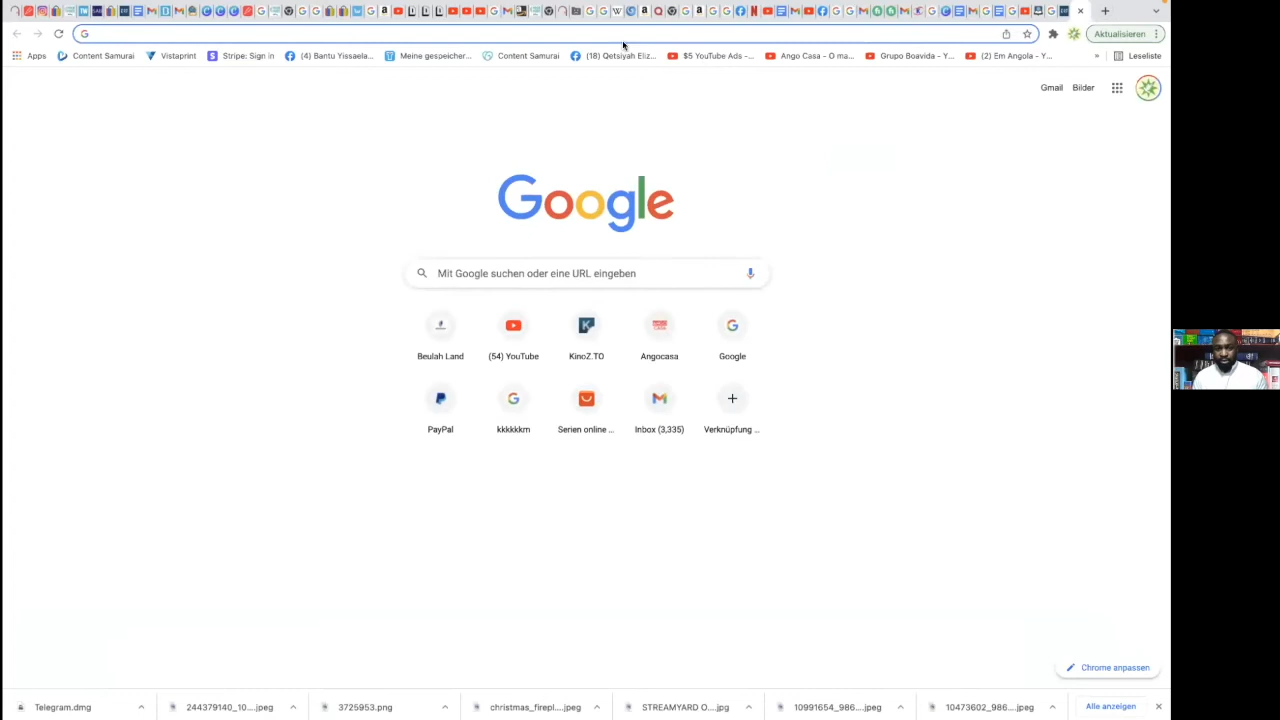 Aktualisieren
Apps
Content Samurai
Vistaprint
Stripe: Sign in
(4) Bantu Yissaela...
Meine gespeicher...
Content Samurai
(18) Qetsiyah Eliz...
$5 YouTube Ads -...
Ango Casa – O ma...
Grupo Boavida - Y...
(2) Em Angola - Y...
»
Leseliste
Gmail
Bilder
Google
Mit Google suchen oder eine URL eingeben
Beulah Land
(54) YouTube
KinoZ.TO
Angocasa
Google
PayPal
kkkkkkm
Serien online ...
Inbox (3,335)
Verknüpfung ...
Chrome anpassen
Telegram.dmg
244379140_10....jpeg
3725953.png
christmas_firepl....jpeg
STREAMYARD O....jpg
10991654_986....jpeg
10473602_986....jpeg
Alle anzeigen